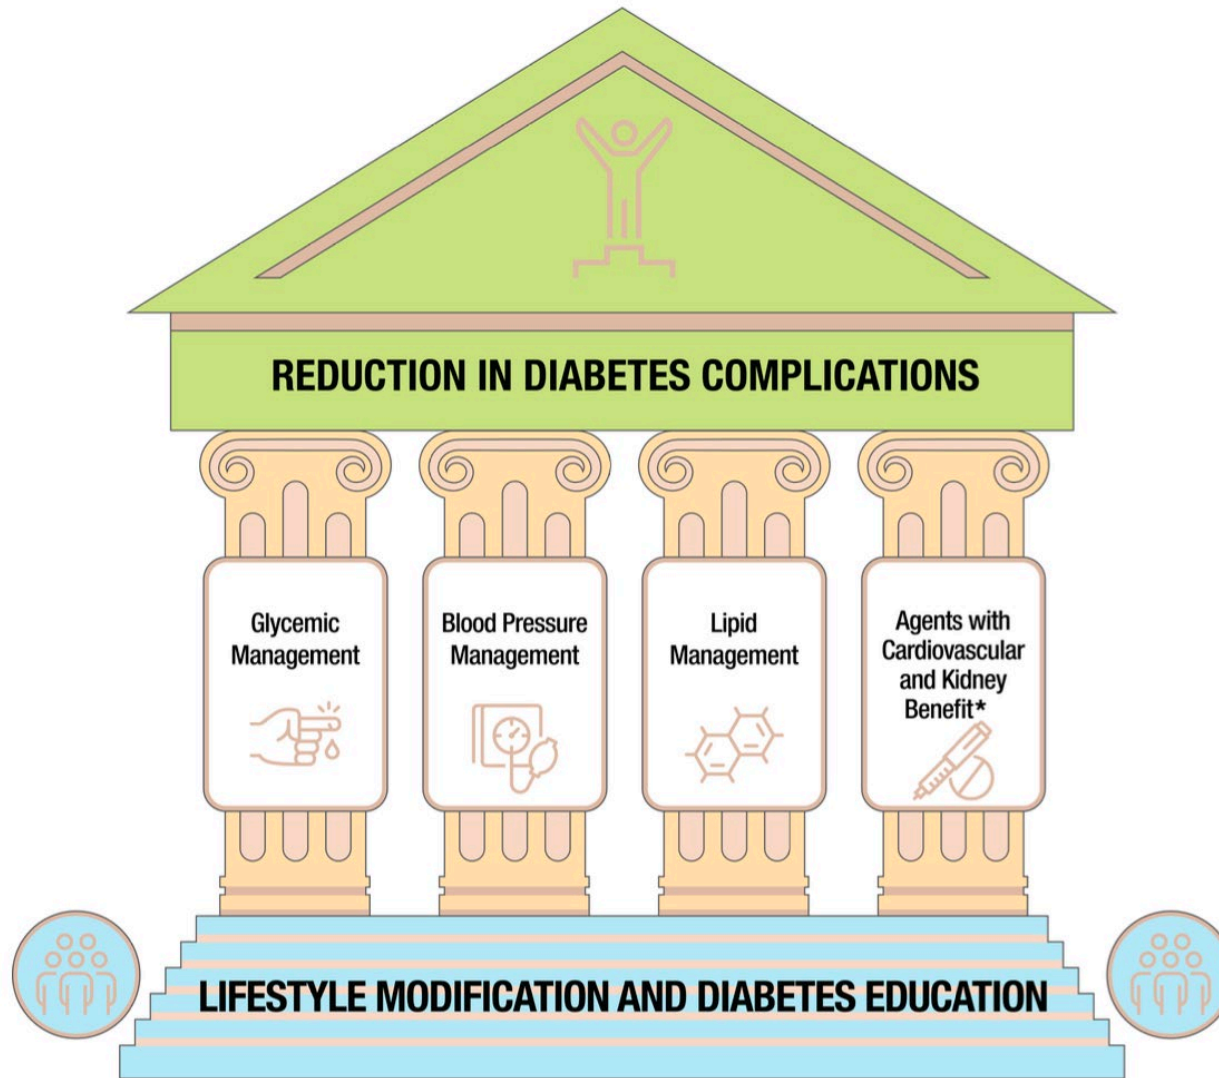 REDUCTION IN DIABETES COMPLICATIONS
Glycemic
Management
Blood Pressure
Management
Lipid
Management
Agents with
Cardiovascular
and Kidney
Benefit*
LIFESTYLE MODIFICATION AND DIABETES EDUCATION